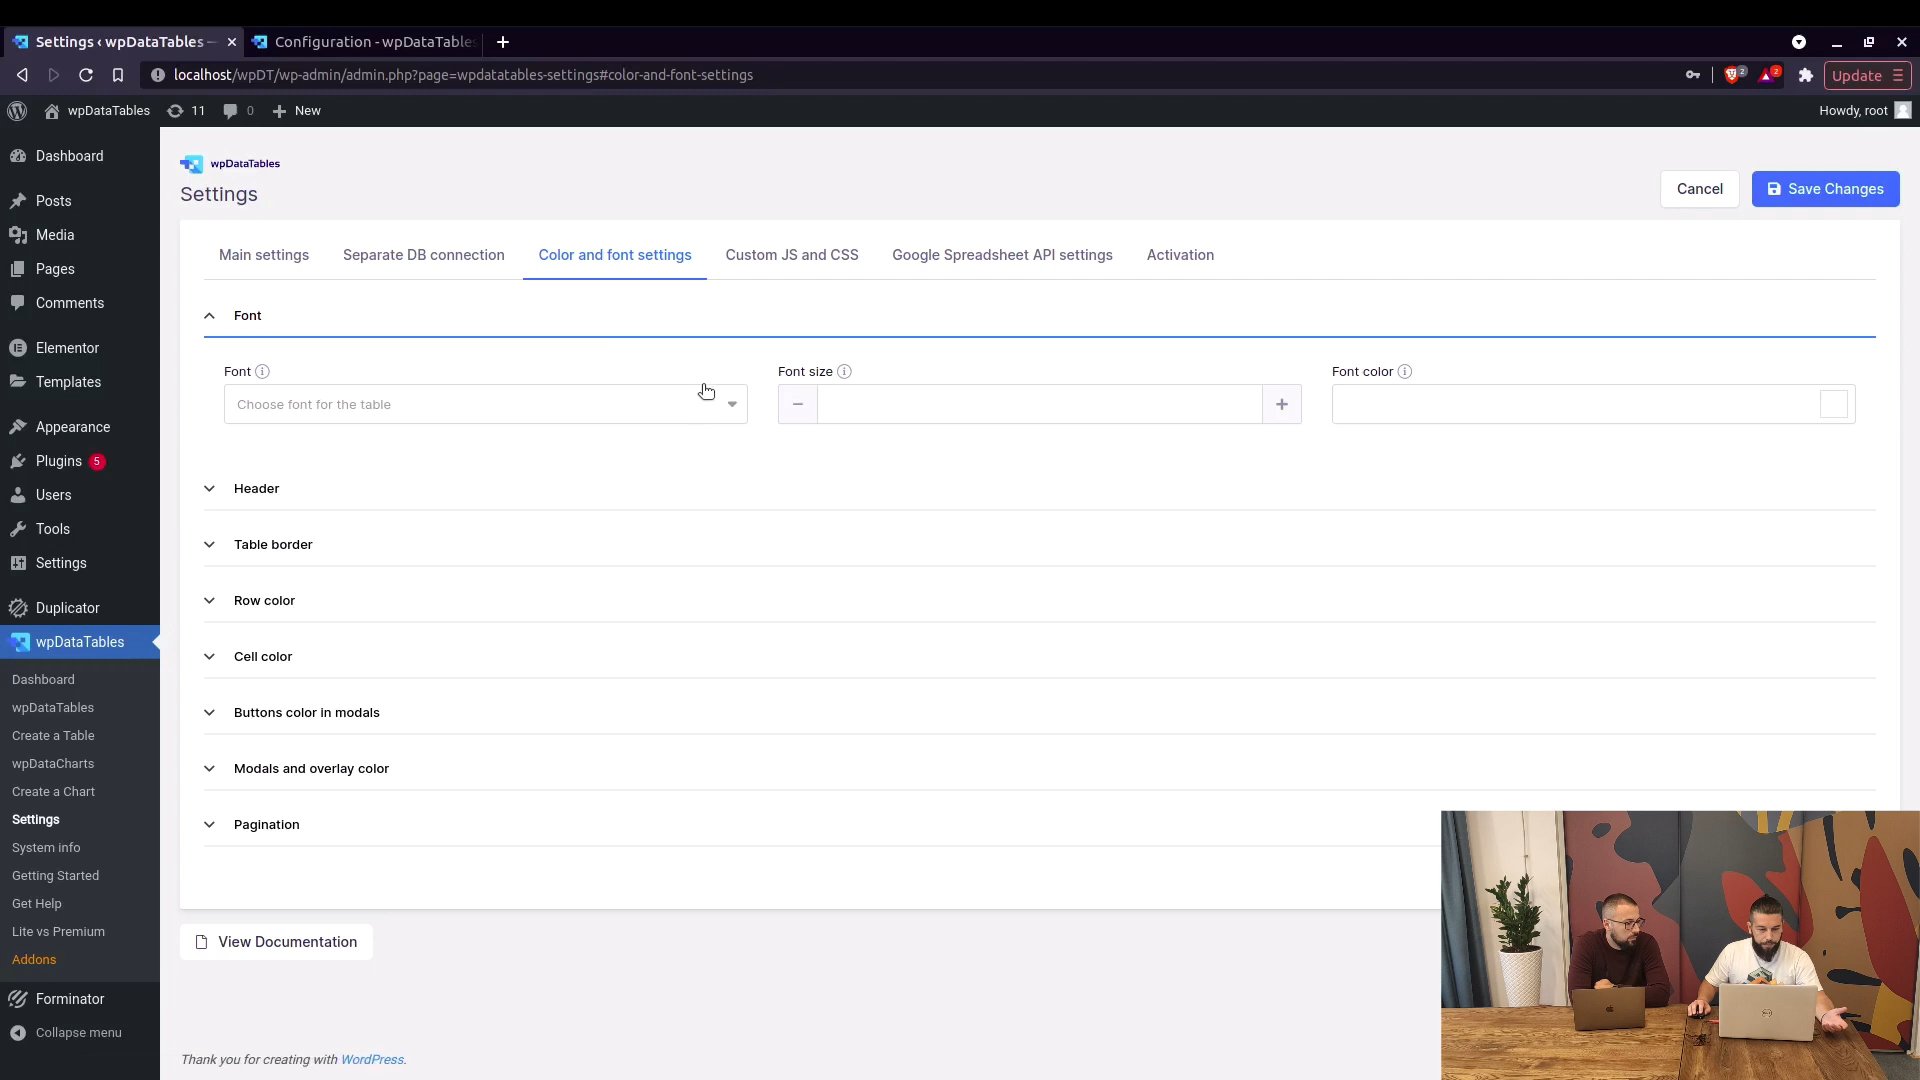 Settings ‹ wpDataTables —
Configuration - wpDataTables
localhost/wpDT/wp-admin/admin.php?page=wpdatatables-settings#color-and-font-settings
2
2
Update
wpDataTables
11
0
New
Howdy, root
Dashboard
Posts
Media
Pages
Comments
Elementor
Templates
Appearance
Plugins 5
Users
Tools
Settings
Duplicator
wpDataTables
Dashboard
wpDataTables
Create a Table
wpDataCharts
Create a Chart
Settings
System info
Getting Started
Get Help
Lite vs Premium
Addons
Forminator
Collapse menu
wpDataTables
Settings
Cancel
Save Changes
Main settings
Separate DB connection
Color and font settings
Custom JS and CSS
Google Spreadsheet API settings
Activation
Font
Font
Choose font for the table
Font size
Font color
Header
Table border
Row color
Cell color
Buttons color in modals
Modals and overlay color
Pagination
View Documentation
Thank you for creating with WordPress.